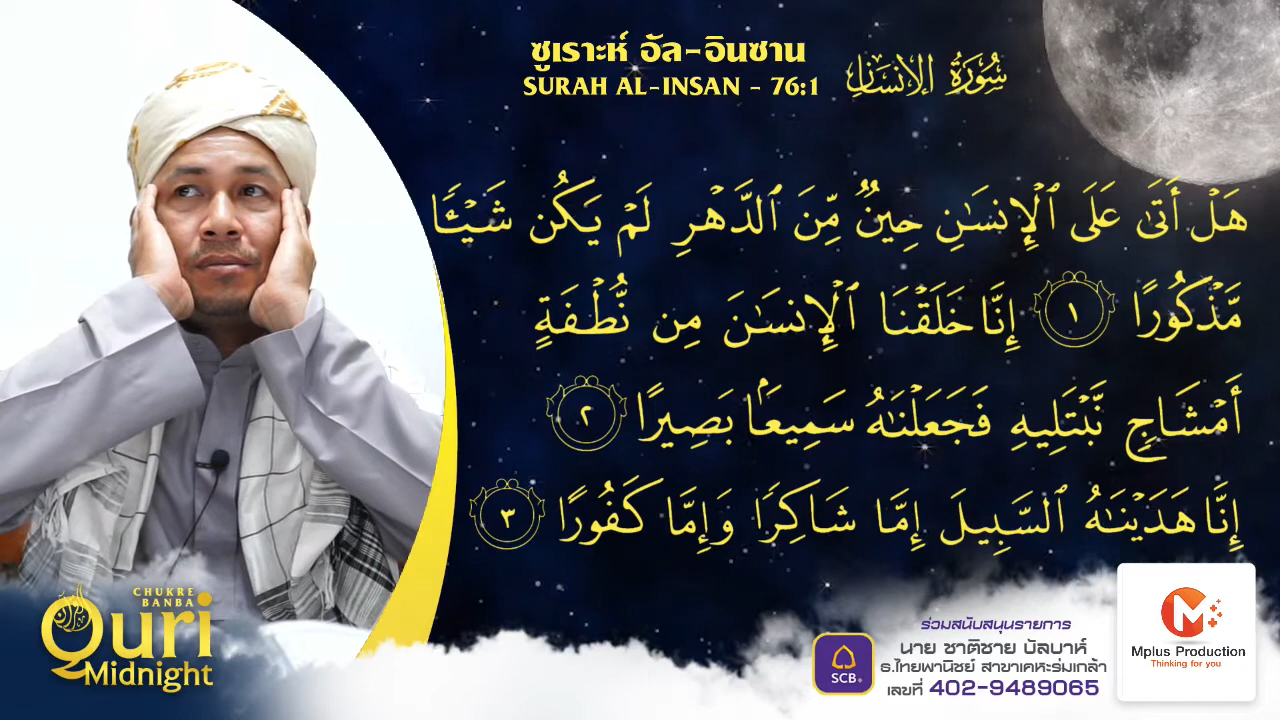 ซูเราะห์ อัล-อินซาน
SURAH AL-INSAN - 76:1
سُورَةُ الإِنسَانِ
هَلۡ أَتَىٰ عَلَى ٱلۡإِنسَٰنِ حِينٞ مِّنَ ٱلدَّهۡرِ لَمۡ يَكُن شَيۡـٔٗا
مَّذۡكُورًا ١ إِنَّا خَلَقۡنَا ٱلۡإِنسَٰنَ مِن نُّطۡفَةٍ
أَمۡشَاجٖ نَّبۡتَلِيهِ فَجَعَلۡنَٰهُ سَمِيعَۢا بَصِيرًا ٢
إِنَّا هَدَيۡنَٰهُ ٱلسَّبِيلَ إِمَّا شَاكِرٗا وَإِمَّا كَفُورًا ٣
CHUKRE
BANBA
Quri
Midnight
ร่วมสนับสนุนรายการ
นาย ชาติชาย บัลบาห์
ธ.ไทยพานิชย์ สาขาเคหะร่มเกล้า
เลขที่ 402-9489065
SCB
Mplus Production
Thinking for you